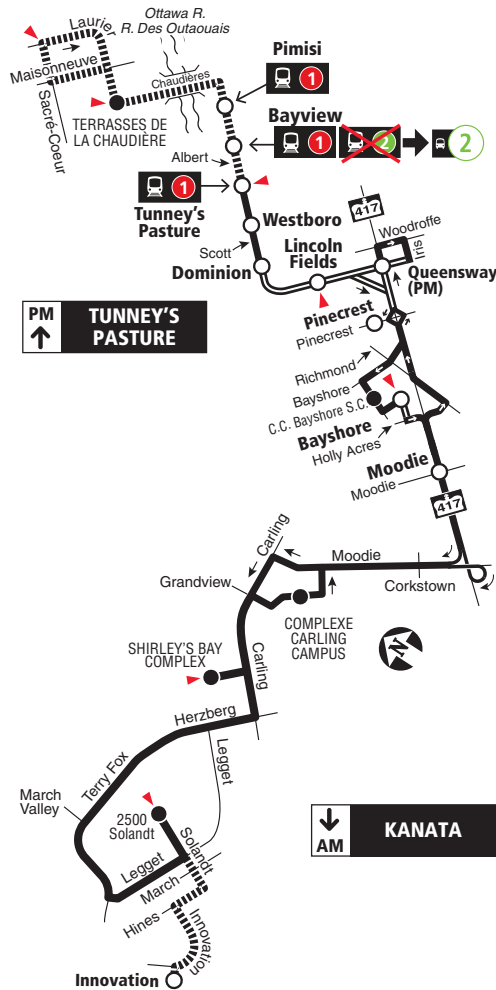 Ottawa R.
R. Des Outaouais
Laurier
Maisonneuve
Sacré-Coeur
Chaudières
TERRASSES DE
LA CHAUDIÈRE
Pimisi
1
Bayview
1
2
2
Albert
1
Tunney's
Pasture
Westboro
Scott
Dominion
Lincoln
Fields
417
Woodroffe
Iris
Queensway
(PM)
PM
TUNNEY'S
PASTURE
Pinecrest
Pinecrest
Richmond
Bayshore
C.C. Bayshore S.C.
Bayshore
Holly Acres
Moodie
Moodie
417
Carling
Moodie
Corkstown
Grandview
COMPLEXE
CARLING
CAMPUS
N
SHIRLEY'S BAY
COMPLEX
Carling
Herzberg
Legget
Terry Fox
March
Valley
2500
Solandt
Solandt
Legget
March
Hines
Innovation
Innovation
AM
KANATA